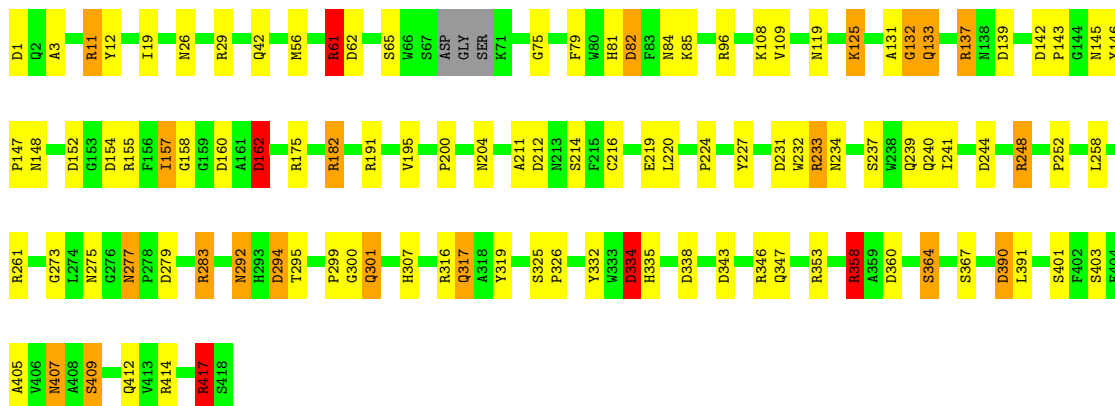 D1 Q2 A3 R11 Y12 I19 N26 R29 Q42 M56 R61 D62 S65 W66 S67 ASP GLY SER K71 G75 F79 W80 H81 D82 F83 N84 K85 R96 K108 V109 N119 K125 A131 G132 Q133 R137 N138 D139 D142 P143 G144 N145 Y146
P147 N148 D152 G153 D154 R155 F156 I157 G158 G159 D160 A161 D162 R175 R182 R191 V195 P200 N204 A211 D212 N213 S214 F215 C216 E219 L220 P224 Y227 D231 W232 R233 N234 S237 W238 Q239 Q240 I241 D244 R248 P252 L258
R261 G273 L274 N275 G276 N277 P278 D279 R283 N292 H293 D294 T295 P299 G300 Q301 H307 R316 Q317 A318 Y319 S325 P326 Y332 W333 D334 H335 D338 D343 R346 Q347 R353 R358 A359 D360 S364 S367 D390 L391 S401 F402 S403 E404
A405 V406 N407 A408 S409 Q412 V413 R414 R417 S418